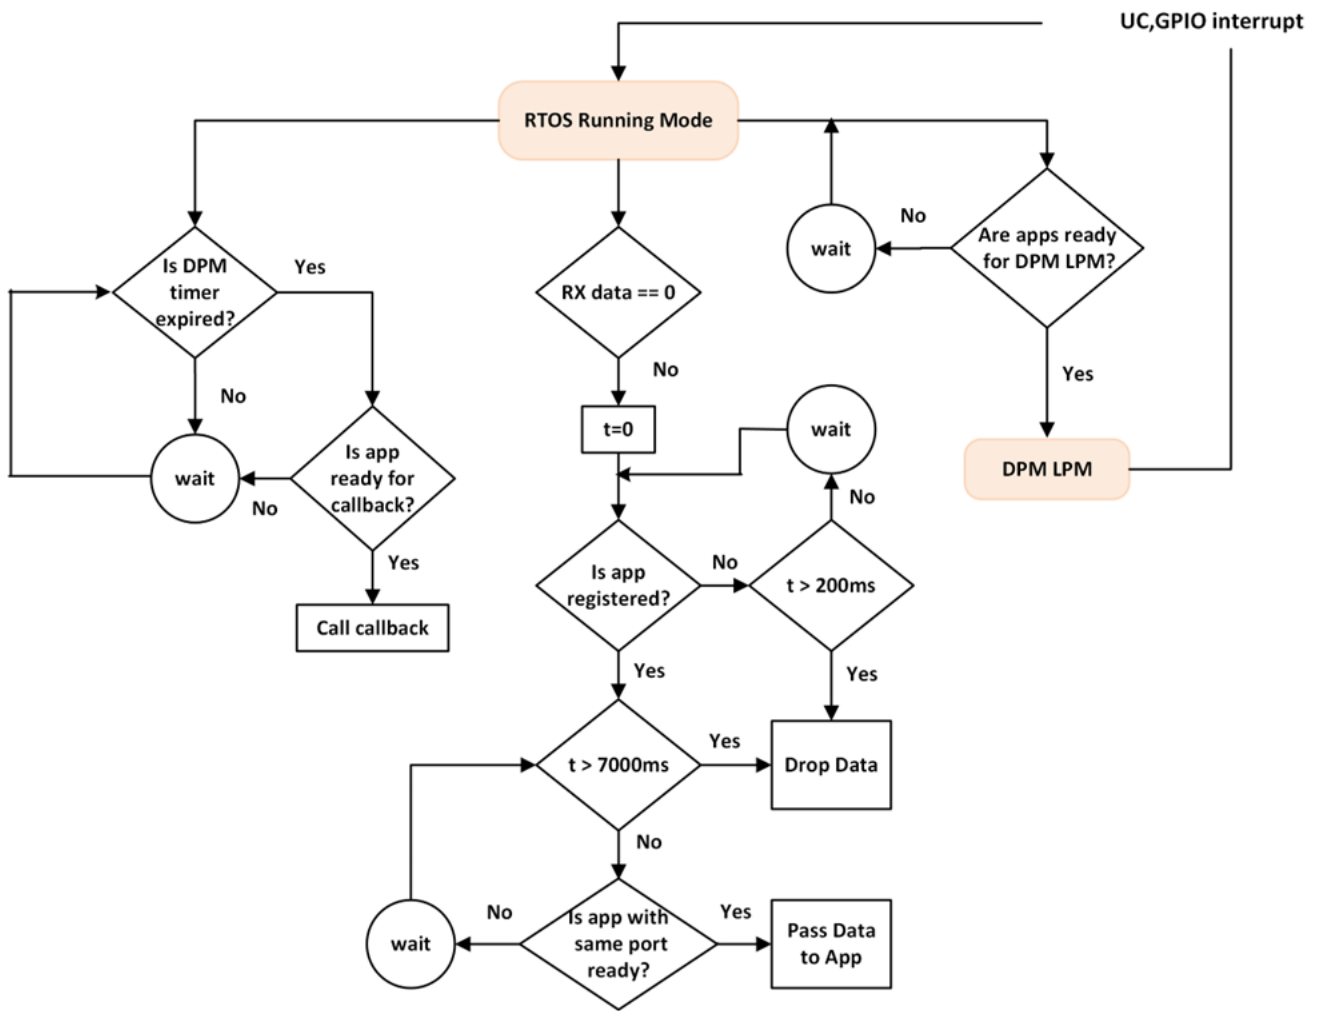 UC,GPIO interrupt
RTOS Running Mode
Is DPM
timer
expired?
Yes
No
wait
Is app
ready for
callback?
No
Yes
Call callback
RX data == 0
No
t=0
Is app
registered?
No
t > 200ms
No
wait
Yes
Yes
t > 7000ms
Yes
Drop Data
No
Is app with
same port
ready?
No
wait
Yes
Pass Data
to App
Are apps ready
for DPM LPM?
No
wait
Yes
DPM LPM